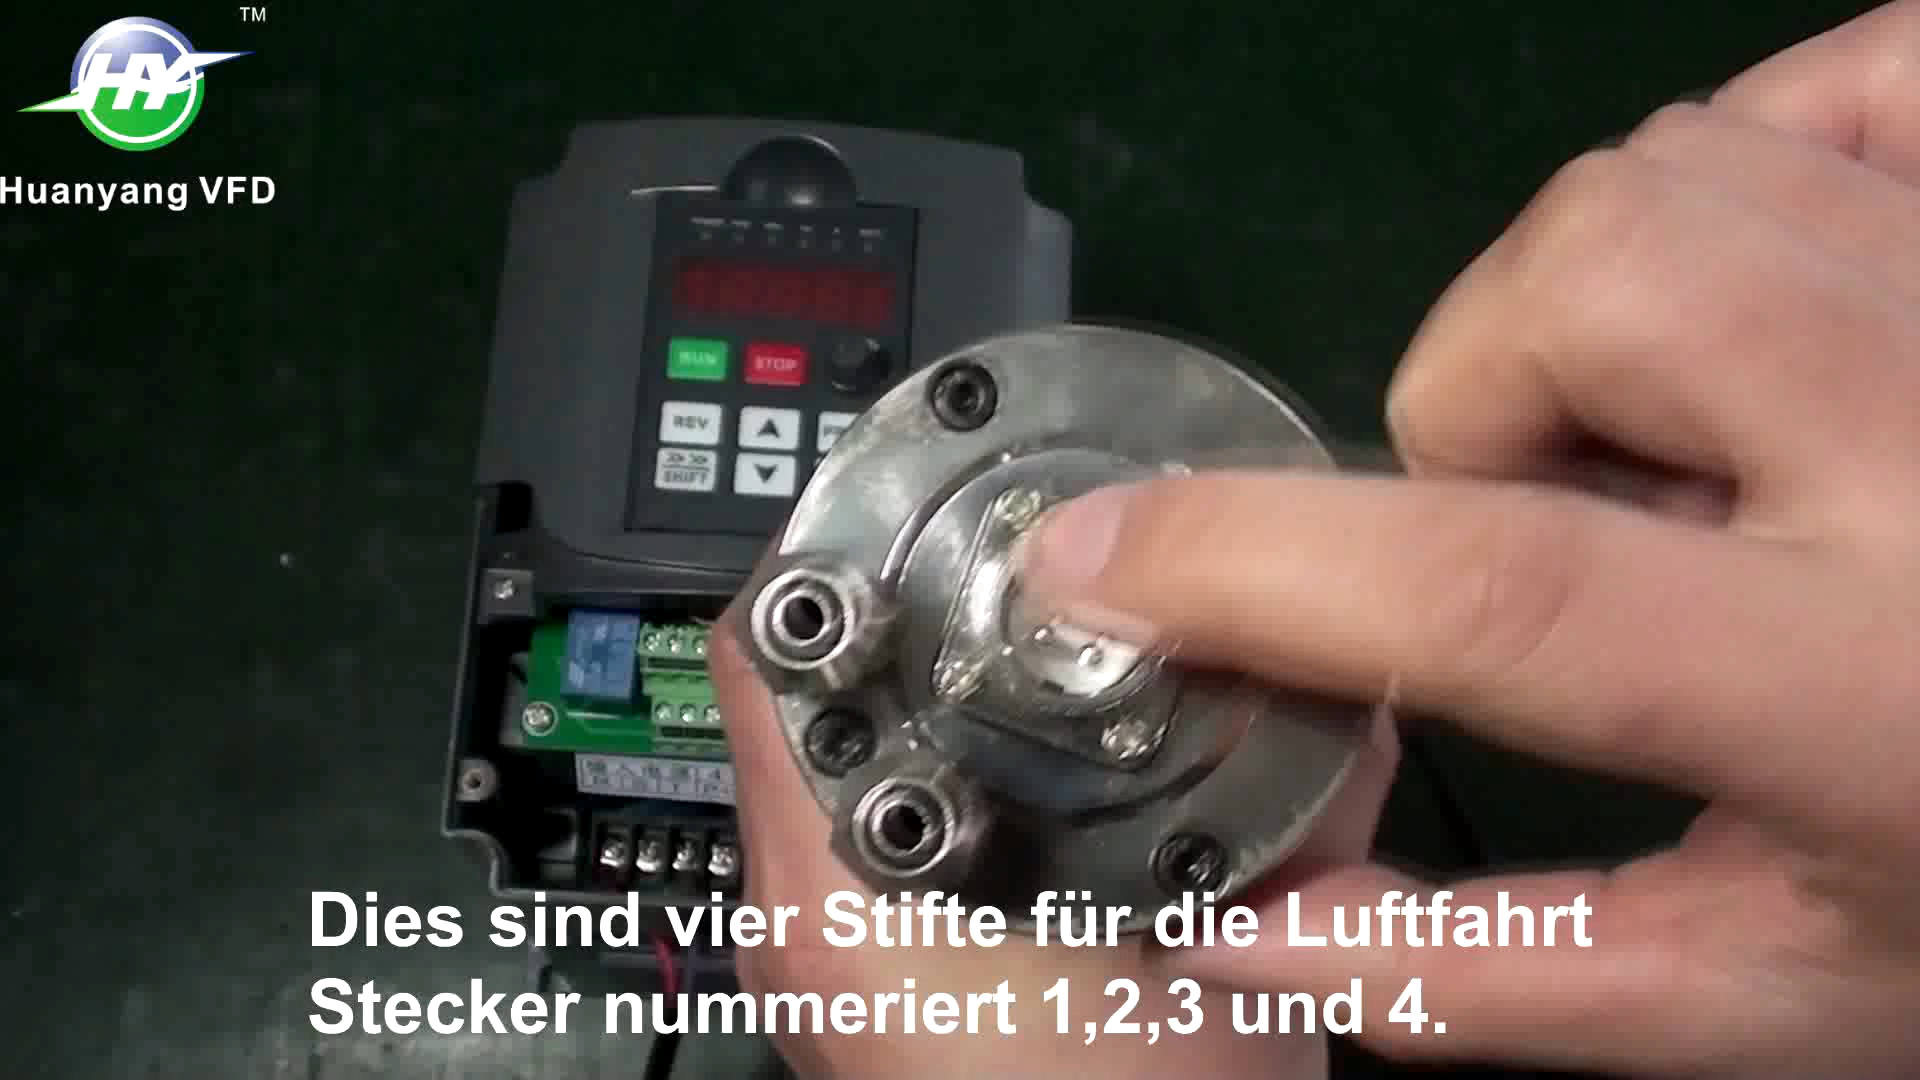 TM
HY
Huanyang VFD
RUN
STOP
REV
SHIFT
Dies sind vier Stifte für die Luftfahrt
Stecker nummeriert 1,2,3 und 4.